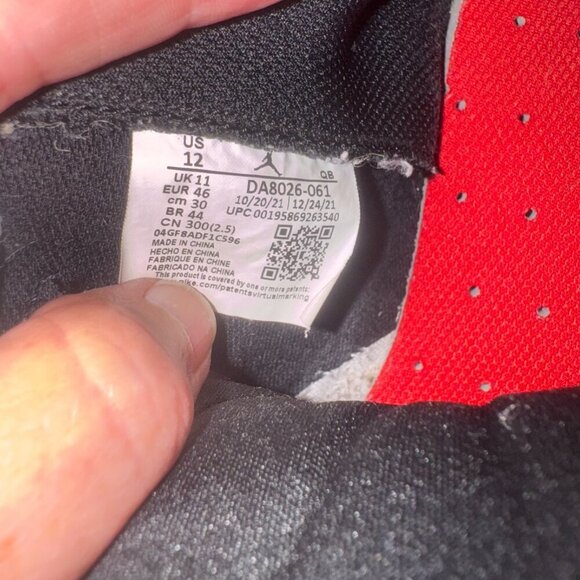 US
12
UK 11
EUR 46
cm 30
BR 44
CN 300(2.5)
04GF8ADF1C596
MADE IN CHINA
HECHO EN CHINA
FABRIQUE EN CHINE
FABRICADO NA CHINA
This product is covered by one or more patents:
nike.com/patentsvirtualmarking
QB
DA8026-061
10/20/21 | 12/24/21
UPC 00195869263540